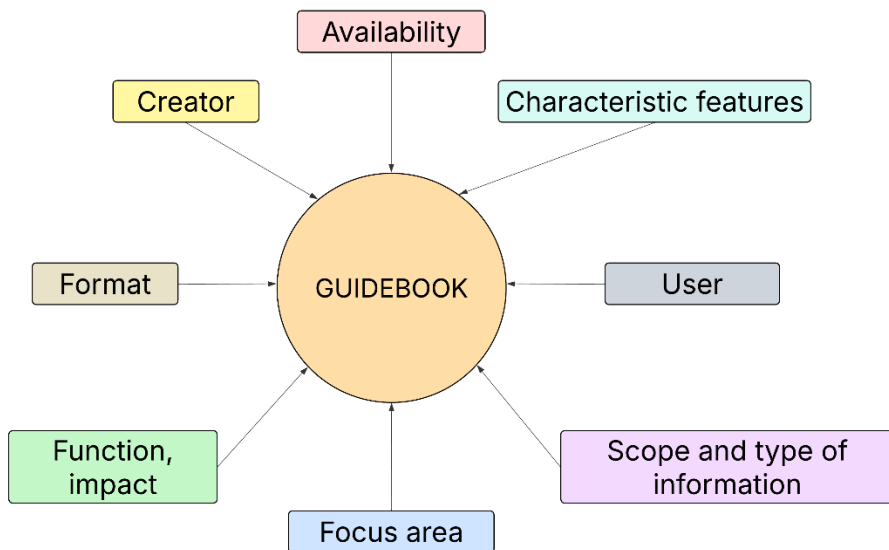 Availability
Creator
Characteristic features
Format
GUIDEBOOK
User
Function,
impact
Scope and type of
information
Focus area